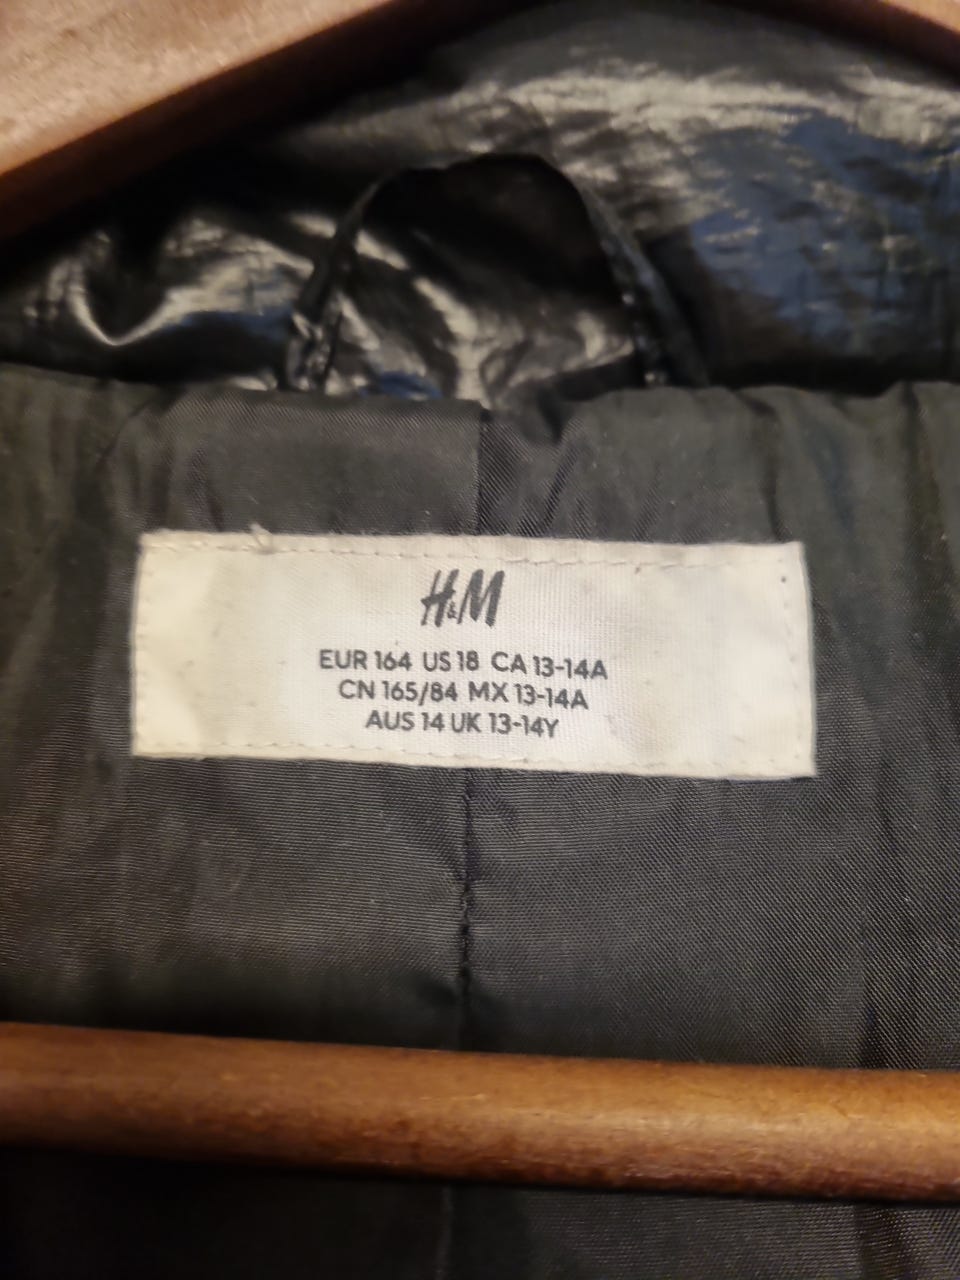 H&M
EUR 164 US 18 CA 13-14A
CN 165/84 MX 13-14A
AUS 14 UK 13-14Y